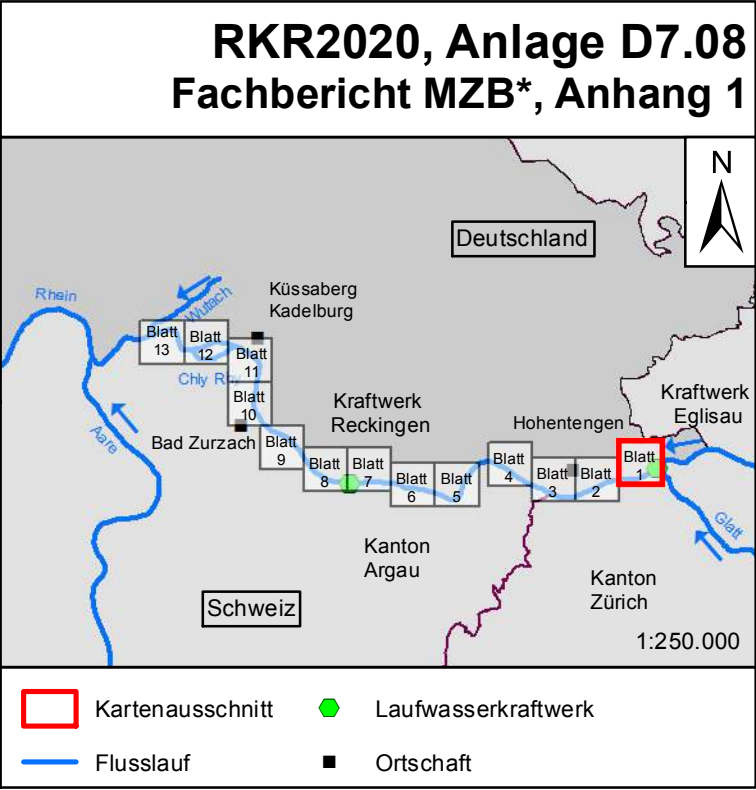 RKR2020, Anlage D7.08
Fachbericht MZB*, Anhang 1
N
Deutschland
Rhein
Wutach
Küssaberg
Kadelburg
Blatt
13
Blatt
12
Blatt
11
Chly Rhy
Blatt
10
Bad Zurzach
Aare
Kraftwerk
Reckingen
Hohentengen
Kraftwerk
Eglisau
Blatt
9
Blatt
8
Blatt
7
Blatt
6
Blatt
5
Blatt
4
Blatt
3
Blatt
2
Blatt
1
Glatt
Kanton
Argau
Kanton
Zürich
Schweiz
1:250.000
Kartenausschnitt
Laufwasserkraftwerk
Flusslauf
Ortschaft